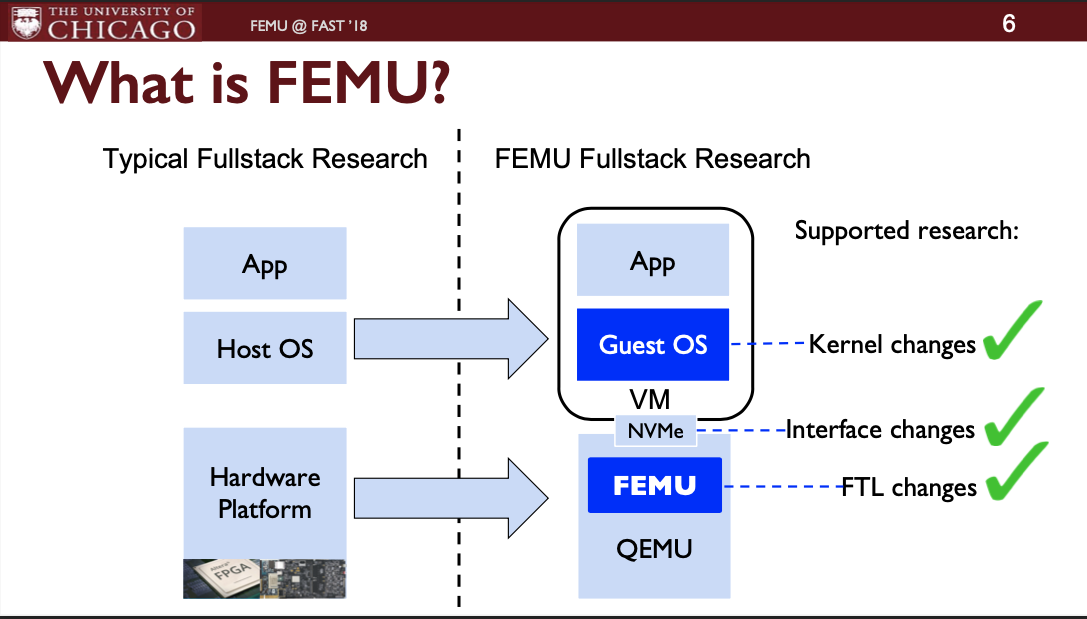 THE UNIVERSITY OF
CHICAGO
FEMU @ FAST '18
6
What is FEMU?
Typical Fullstack Research
FEMU Fullstack Research
App
Host OS
Hardware
Platform
FPGA
App
Guest OS
VM
NVMe
FEMU
QEMU
Supported research:
Kernel changes
Interface changes
FTL changes